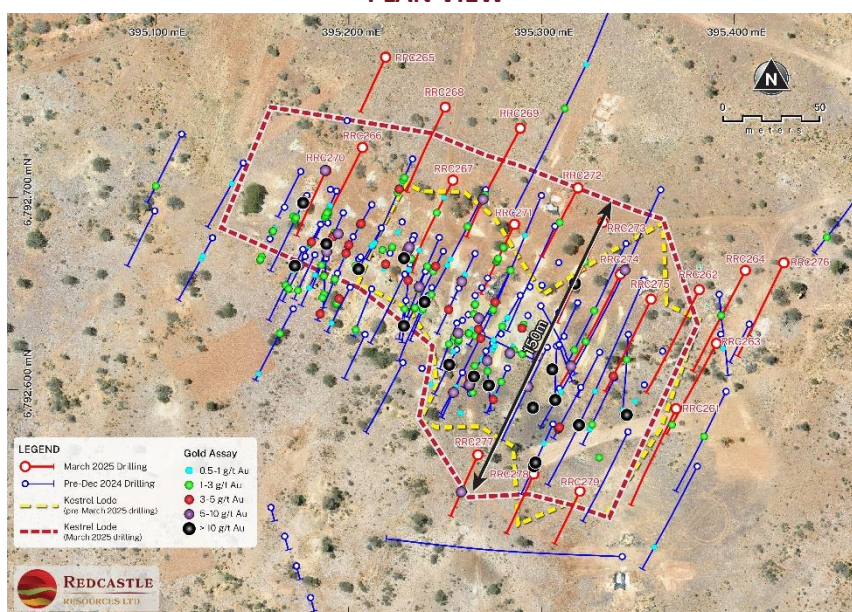 PLAN VIEW
395,100 mE
395,200 mE
395,300 mE
395,400 mE
RRC265
RRC268
RRC269
RRC266
RRC270
RRC267
RRC272
RRC271
RRC273
RRC274
RRC275
RRC262
RRC264
RRC276
RRC263
RRC261
RRC277
RRC278
RRC279
150m
6,792,700 mN
6,792,600 mN
N
0
50
meters
LEGEND
March 2025 Drilling
Pre-Dec 2024 Drilling
Kestrel Lode
(pre-March 2025 drilling)
Kestrel Lode
(March 2025 drilling)
Gold Assay
0.5-1 g/t Au
1-3 g/t Au
3-5 g/t Au
5-10 g/t Au
> 10 g/t Au
REDCASTLE
RESOURCES LTD